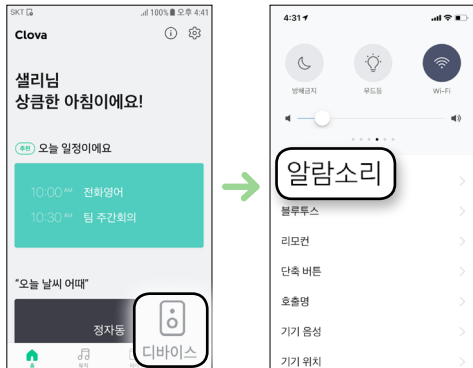 SKT
100% 오후 4:41
Clova
샐리님
상큼한 아침이에요!
추천 오늘 일정이에요
10:00 AM 전화영어
10:30 AM 팀 주간회의
"오늘 날씨 어때"
정자동
디바이스
홈
뮤직
4:31
방해금지
무드등
Wi-Fi
알람소리
블루투스
리모컨
단축 버튼
호출명
기기 음성
기기 위치